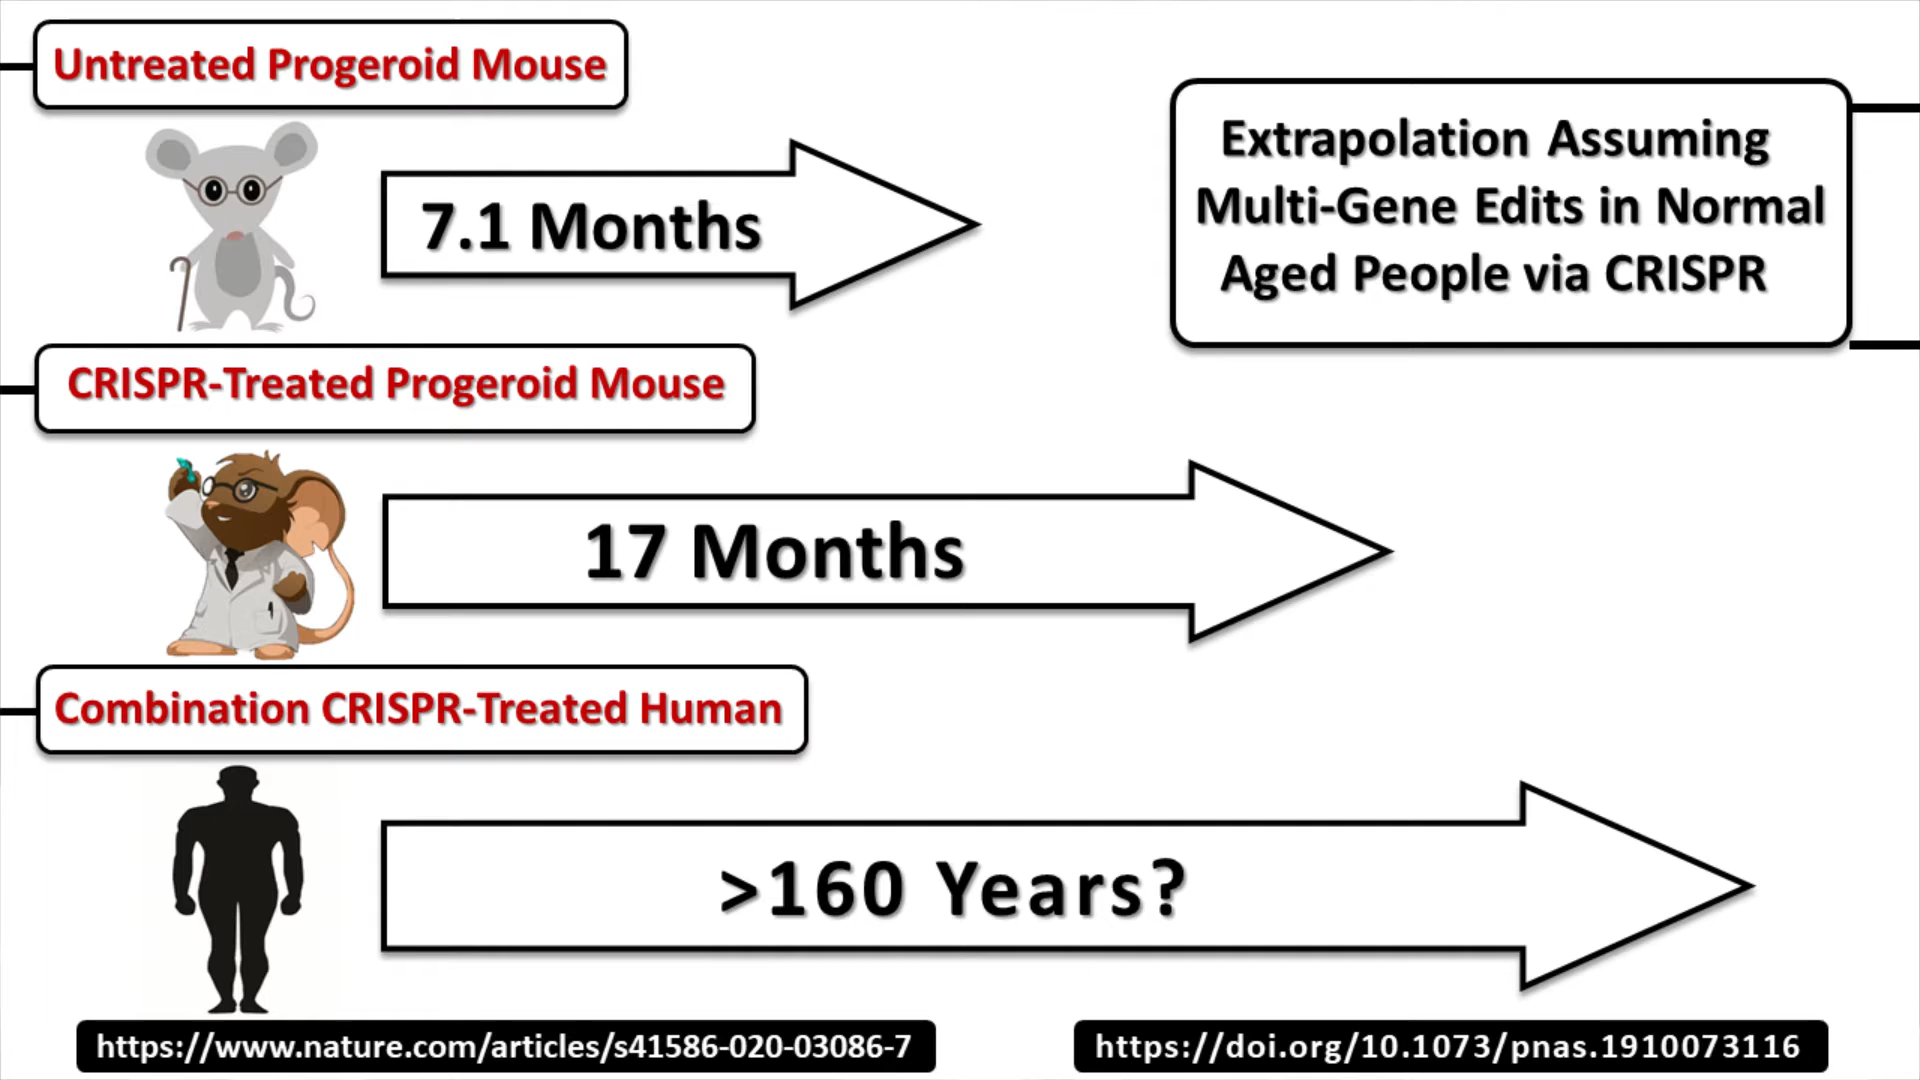 Untreated Progeroid Mouse
7.1 Months
Extrapolation Assuming
Multi-Gene Edits in Normal
Aged People via CRISPR
CRISPR-Treated Progeroid Mouse
17 Months
Combination CRISPR-Treated Human
>160 Years?
https://www.nature.com/articles/s41586-020-03086-7
https://doi.org/10.1073/pnas.1910073116